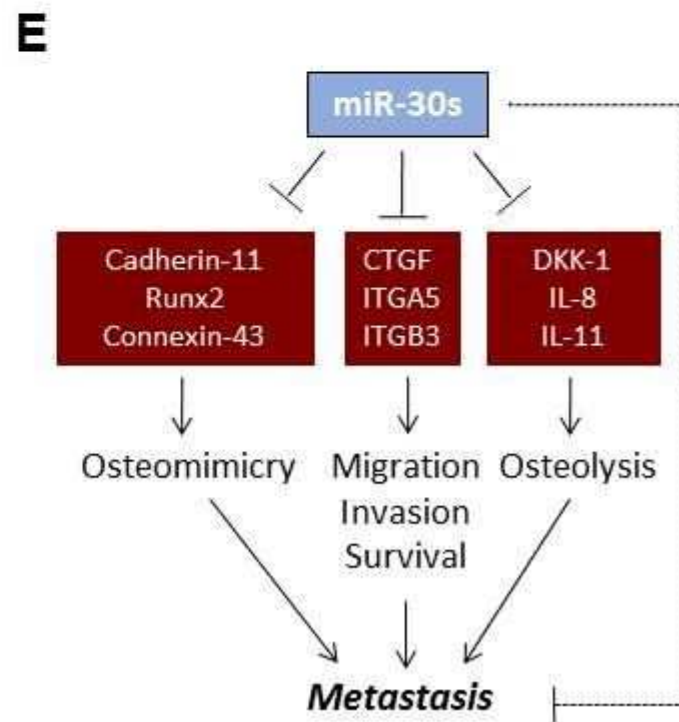 E
miR-30s
Cadherin-11
Runx2
Connexin-43
CTGF
ITGA5
ITGB3
DKK-1
IL-8
IL-11
Osteomimicry
Migration
Invasion
Survival
Osteolysis
Metastasis